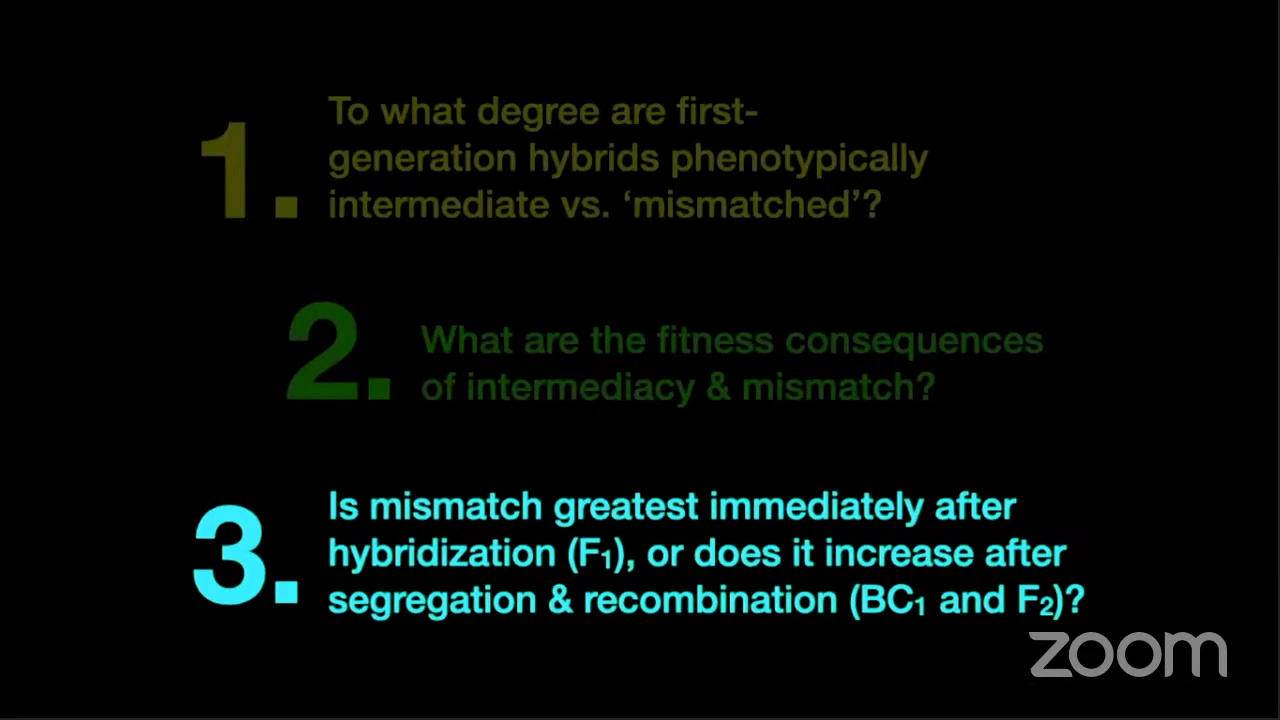 1. To what degree are first-
generation hybrids phenotypically
intermediate vs. ‘mismatched’?
2. What are the fitness consequences
of intermediacy & mismatch?
3. Is mismatch greatest immediately after
hybridization (F₁), or does it increase after
segregation & recombination (BC₁ and F₂)?
zoom